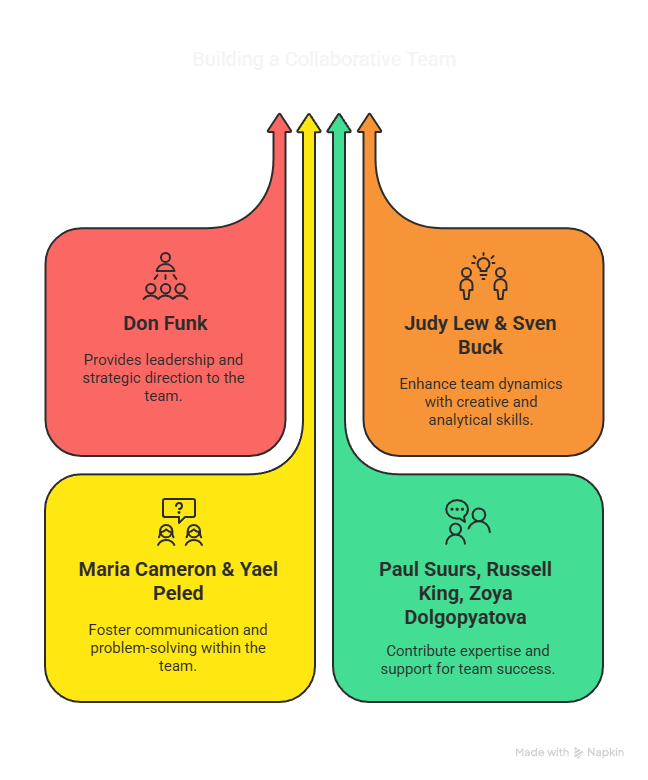 Building a Collaborative Team
Don Funk
Provides leadership and
strategic direction to the
team.
Judy Lew & Sven
Buck
Enhance team dynamics
with creative and
analytical skills.
?
Maria Cameron & Yael
Peled
Foster communication and
problem-solving within the
team.
Paul Suurs, Russell
King, Zoya
Dolgopyatova
Contribute expertise and
support for team success.
Made with Napkin